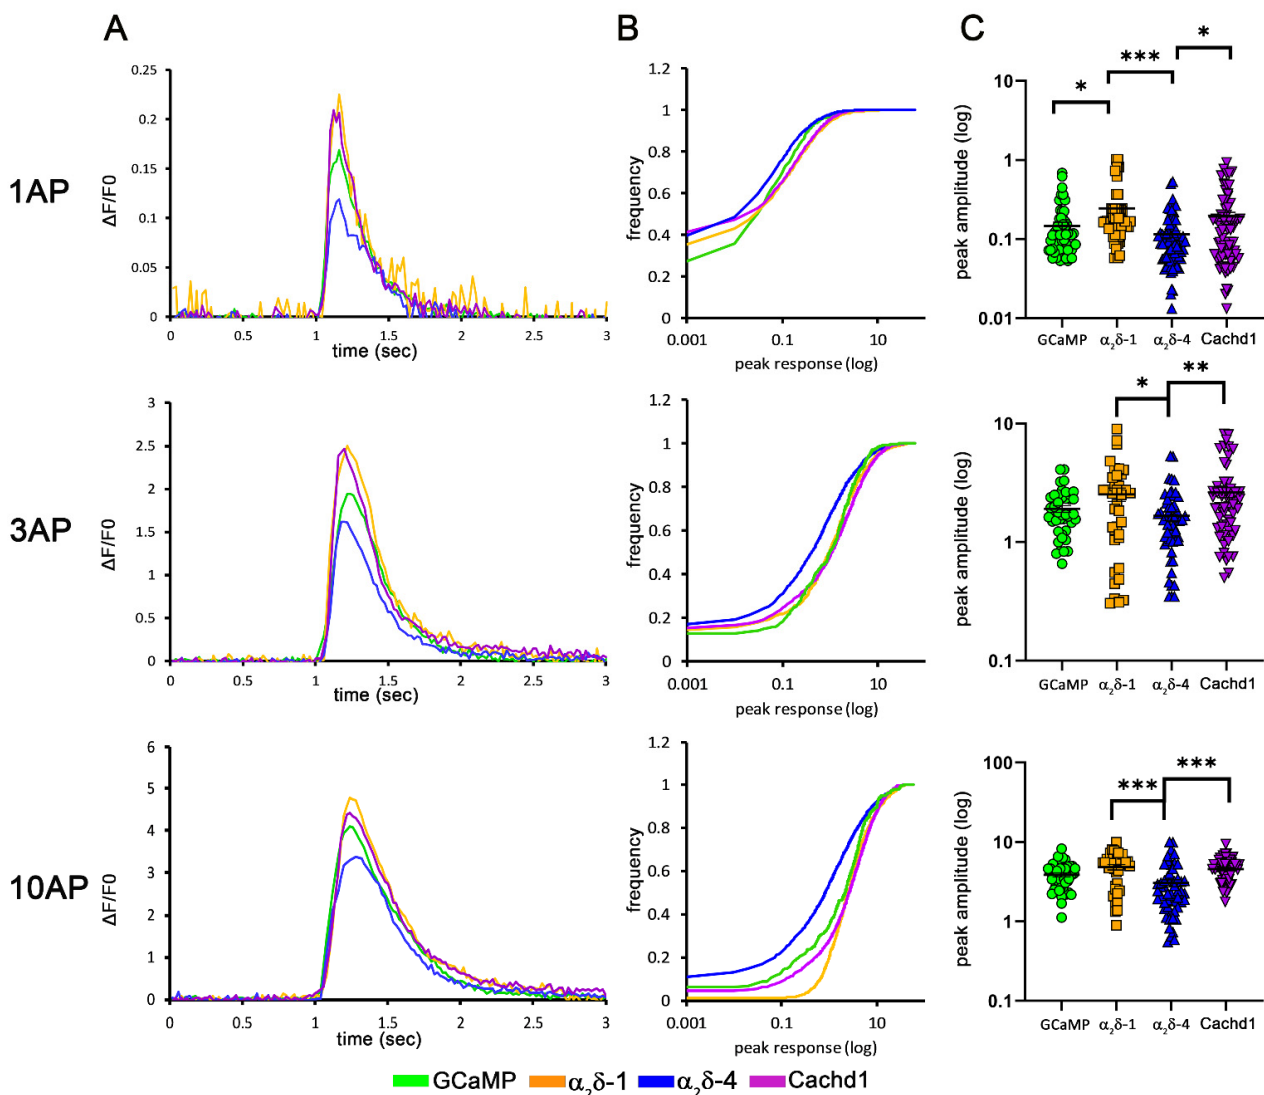 A
B
C
1AP
ΔF/F0
0.25
0.2
0.15
0.1
0.05
0
0 0.5 1 1.5 2 2.5 3
time (sec)
frequency
1.2
1
0.8
0.6
0.4
0.2
0
0.001 0.1 10
peak response (log)
peak amplitude (log)
10
1
0.1
0.01
* *** *
GCaMP α₂δ-1 α₂δ-4 Cachd1
3AP
ΔF/F0
3
2.5
2
1.5
1
0.5
0
0 0.5 1 1.5 2 2.5 3
time (sec)
frequency
1.2
1
0.8
0.6
0.4
0.2
0
0.001 0.1 10
peak response (log)
peak amplitude (log)
10
1
0.1
* **
GCaMP α₂δ-1 α₂δ-4 Cachd1
10AP
ΔF/F0
6
5
4
3
2
1
0
0 0.5 1 1.5 2 2.5 3
time (sec)
frequency
1.2
1
0.8
0.6
0.4
0.2
0
0.001 0.1 10
peak response (log)
peak amplitude (log)
100
10
1
0.1
*** ***
GCaMP α₂δ-1 α₂δ-4 Cachd1
GCaMP α₂δ-1 α₂δ-4 Cachd1